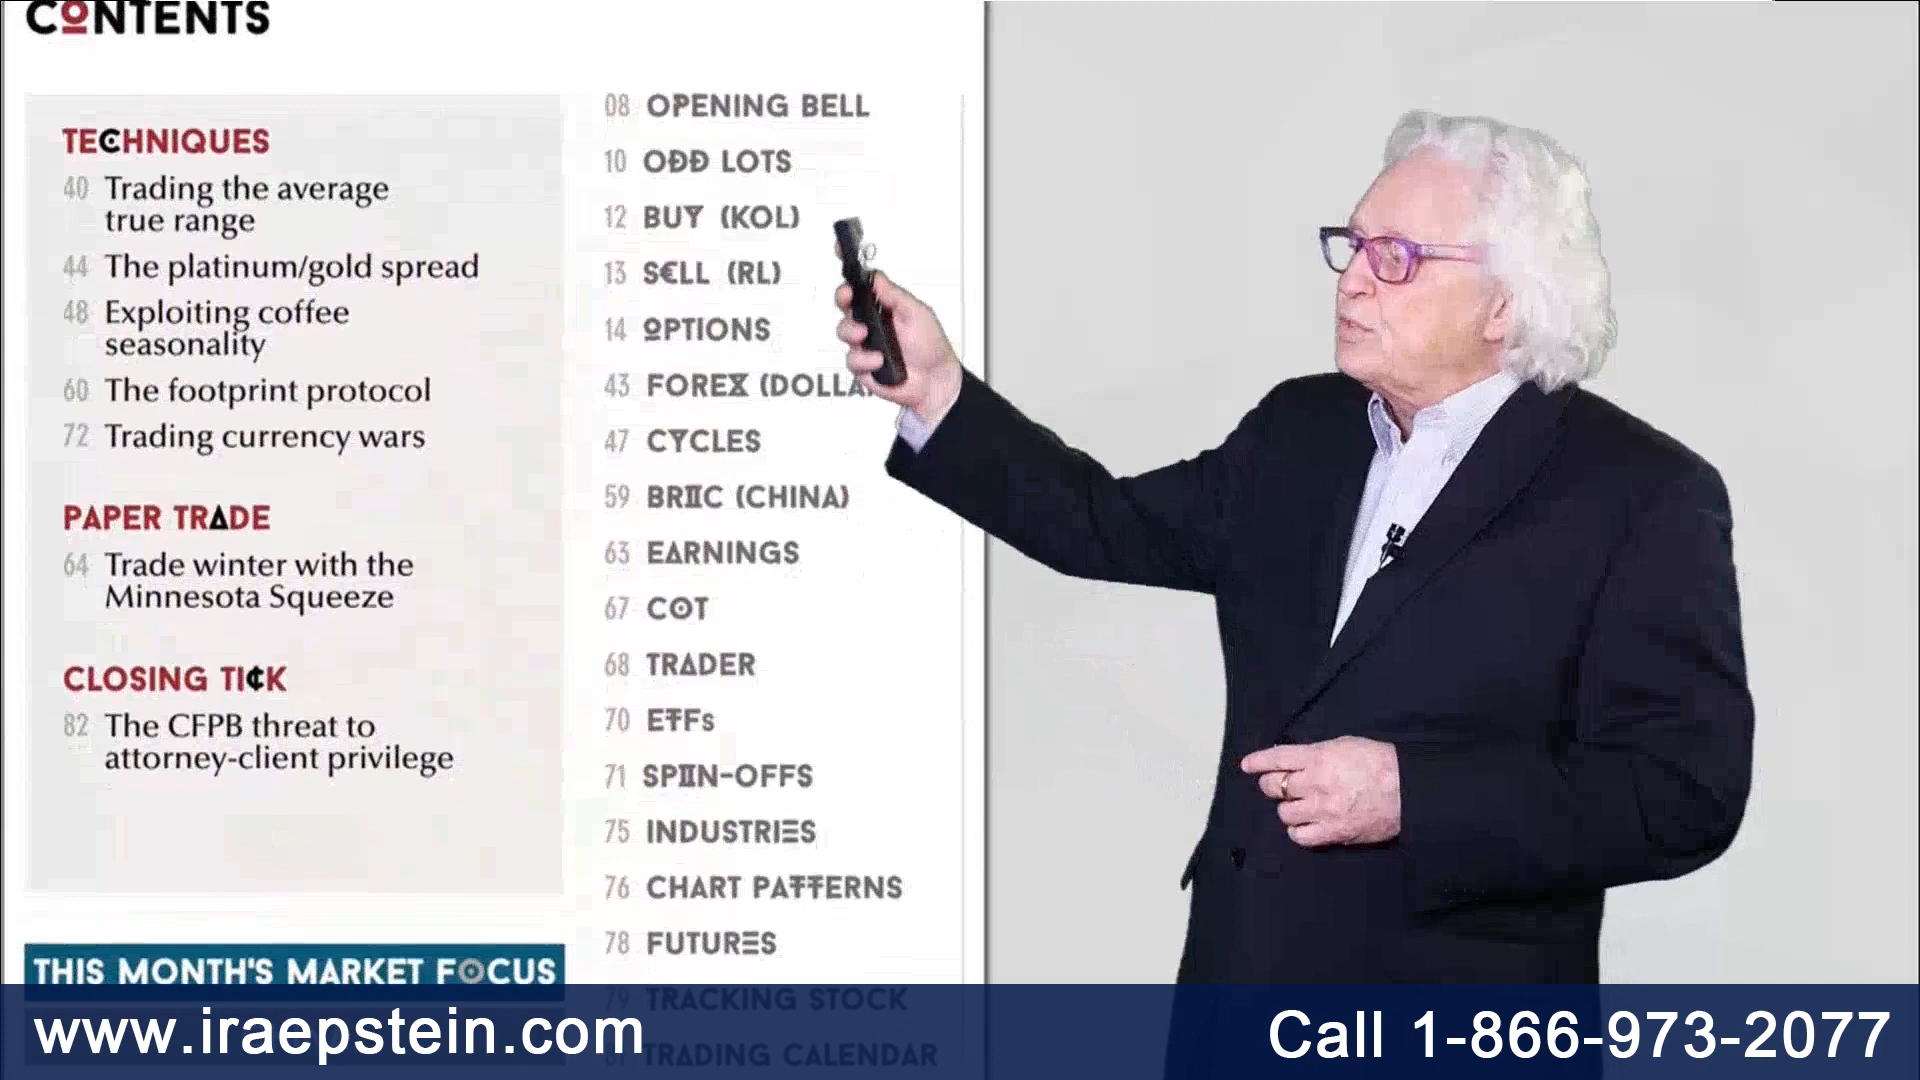 CONTENTS
TECHNIQUES
40 Trading the average
true range
44 The platinum/gold spread
48 Exploiting coffee
seasonality
60 The footprint protocol
72 Trading currency wars
PAPER TRADE
64 Trade winter with the
Minnesota Squeeze
CLOSING TI¢K
82 The CFPB threat to
attorney-client privilege
THIS MONTH'S MARKET FOCUS
08 OPENING BELL
10 ODD LOTS
12 BUY (KOL)
13 S€LL (RL)
14 OPTIONS
43 FOREX (DOLLA
47 CYCLES
59 BRIIC (CHINA)
63 EARNINGS
67 COT
68 TRADER
70 ETFs
71 SPIN-OFFS
75 INDUSTRIES
76 CHART PATTERNS
78 FUTURES
79 TRACKING STOCK
81 TRADING CALENDAR
www.iraepstein.com
Call 1-866-973-2077